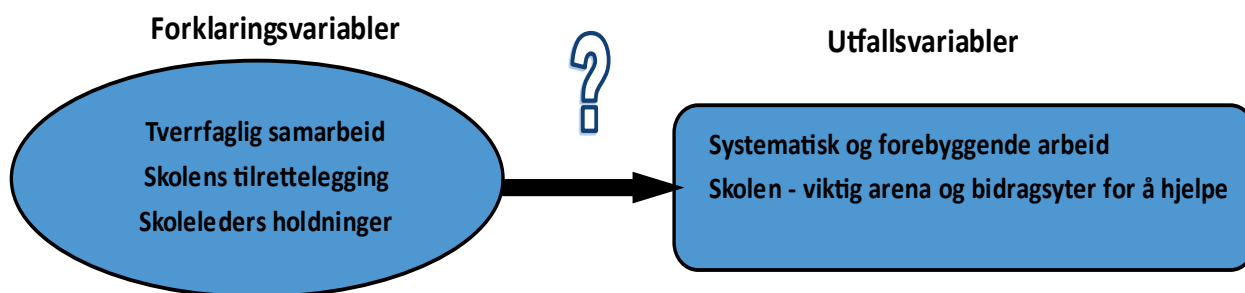 Forklaringsvariabler
Tverrfaglig samarbeid
Skolens tilrettelegging
Skoleleders holdninger
?
Utfallsvariabler
Systematisk og forebyggende arbeid
Skolen - viktig arena og bidragsyter for å hjelpe